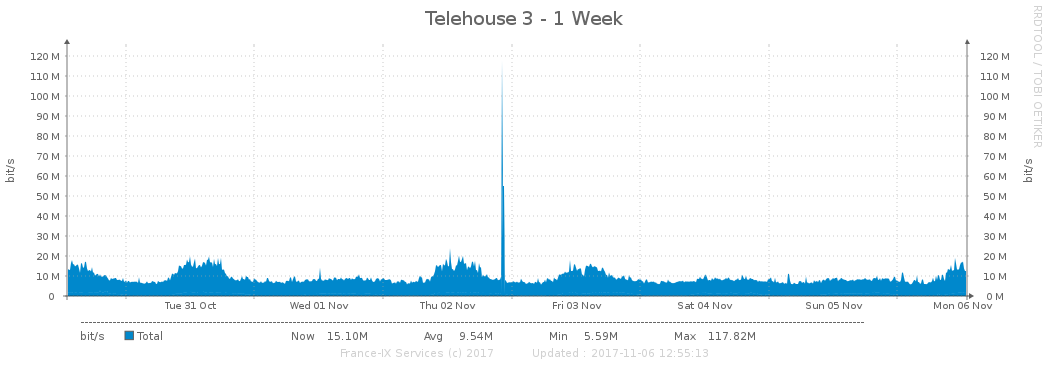 Telehouse 3 - 1 Week
RRDTOOL / TOBI OETIKER
bit/s
120 M
110 M
100 M
90 M
80 M
70 M
60 M
50 M
40 M
30 M
20 M
10 M
0
120 M
110 M
100 M
90 M
80 M
70 M
60 M
50 M
40 M
30 M
20 M
10 M
0 M
bit/s
Tue 31 Oct Wed 01 Nov Thu 02 Nov Fri 03 Nov Sat 04 Nov Sun 05 Nov Mon 06 Nov
bit/s Total Now 15.10M Avg 9.54M Min 5.59M Max 117.82M
France-IX Services (c) 2017 Updated : 2017-11-06 12:55:13